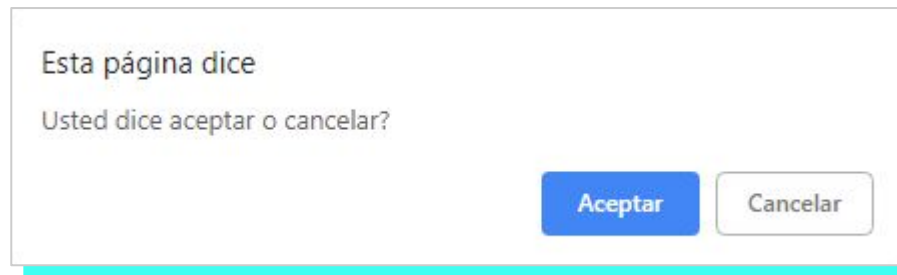 Esta página dice
Usted dice aceptar o cancelar?
Aceptar Cancelar